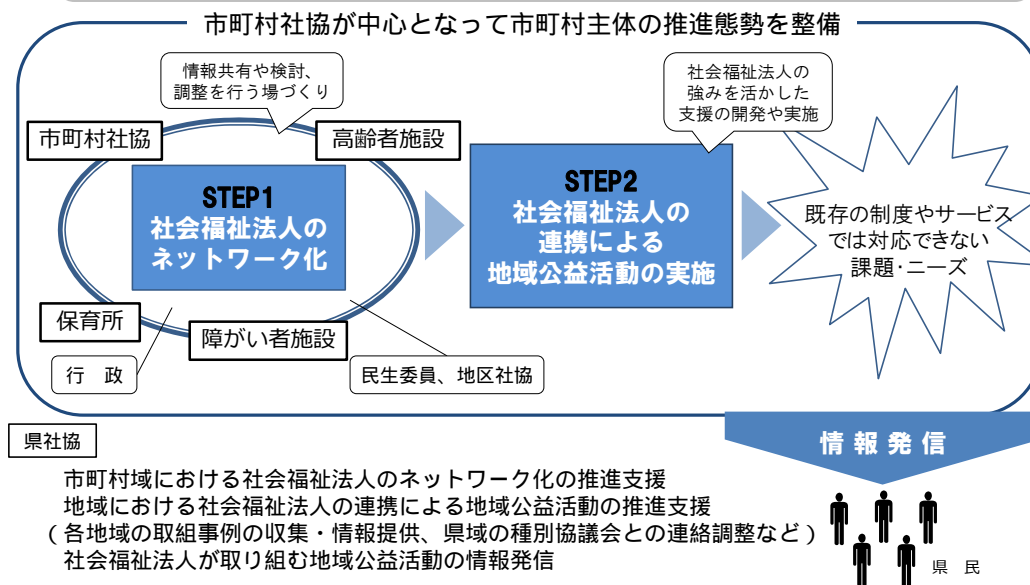 市町村社協が中心となって市町村主体の推進態勢を整備
情報共有や検討、
調整を行う場づくり
社会福祉法人の
強みを活かした
支援の開発や実施
市町村社協
高齢者施設
STEP1
社会福祉法人の
ネットワーク化
STEP2
社会福祉法人の
連携による
地域公益活動の実施
既存の制度やサービス
では対応できない
課題・ニーズ
保育所
障がい者施設
行　政
民生委員、地区社協
県社協
情報発信
市町村域における社会福祉法人のネットワーク化の推進支援
地域における社会福祉法人の連携による地域公益活動の推進支援
（各地域の取組事例の収集・情報提供、県域の種別協議会との連絡調整など）
社会福祉法人が取り組む地域公益活動の情報発信
県　民